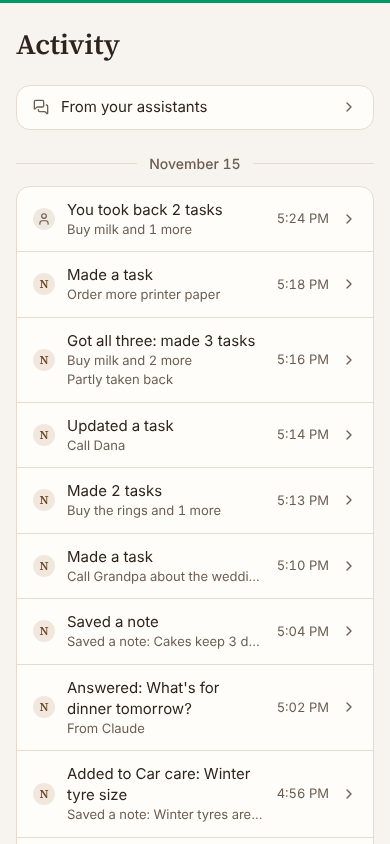 Activity
From your assistants
November 15
You took back 2 tasks
Buy milk and 1 more
5:24 PM
N
Made a task
Order more printer paper
5:18 PM
N
Got all three: made 3 tasks
Buy milk and 2 more
Partly taken back
5:16 PM
N
Updated a task
Call Dana
5:14 PM
N
Made 2 tasks
Buy the rings and 1 more
5:13 PM
N
Made a task
Call Grandpa about the weddi...
5:10 PM
N
Saved a note
Saved a note: Cakes keep 3 d...
5:04 PM
N
Answered: What's for
dinner tomorrow?
From Claude
5:02 PM
N
Added to Car care: Winter
tyre size
Saved a note: Winter tyres are...
4:56 PM